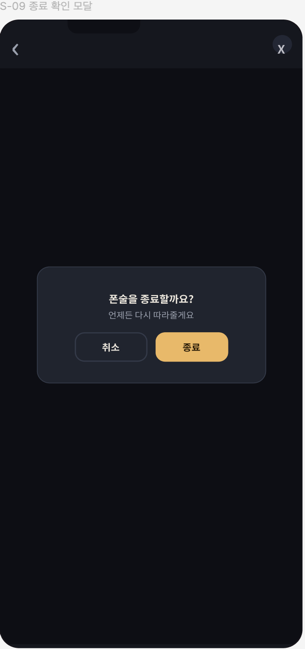 S-09 종료 확인 모달
X
폰술을 종료할까요?
언제든 다시 따라줄게요
취소
종료